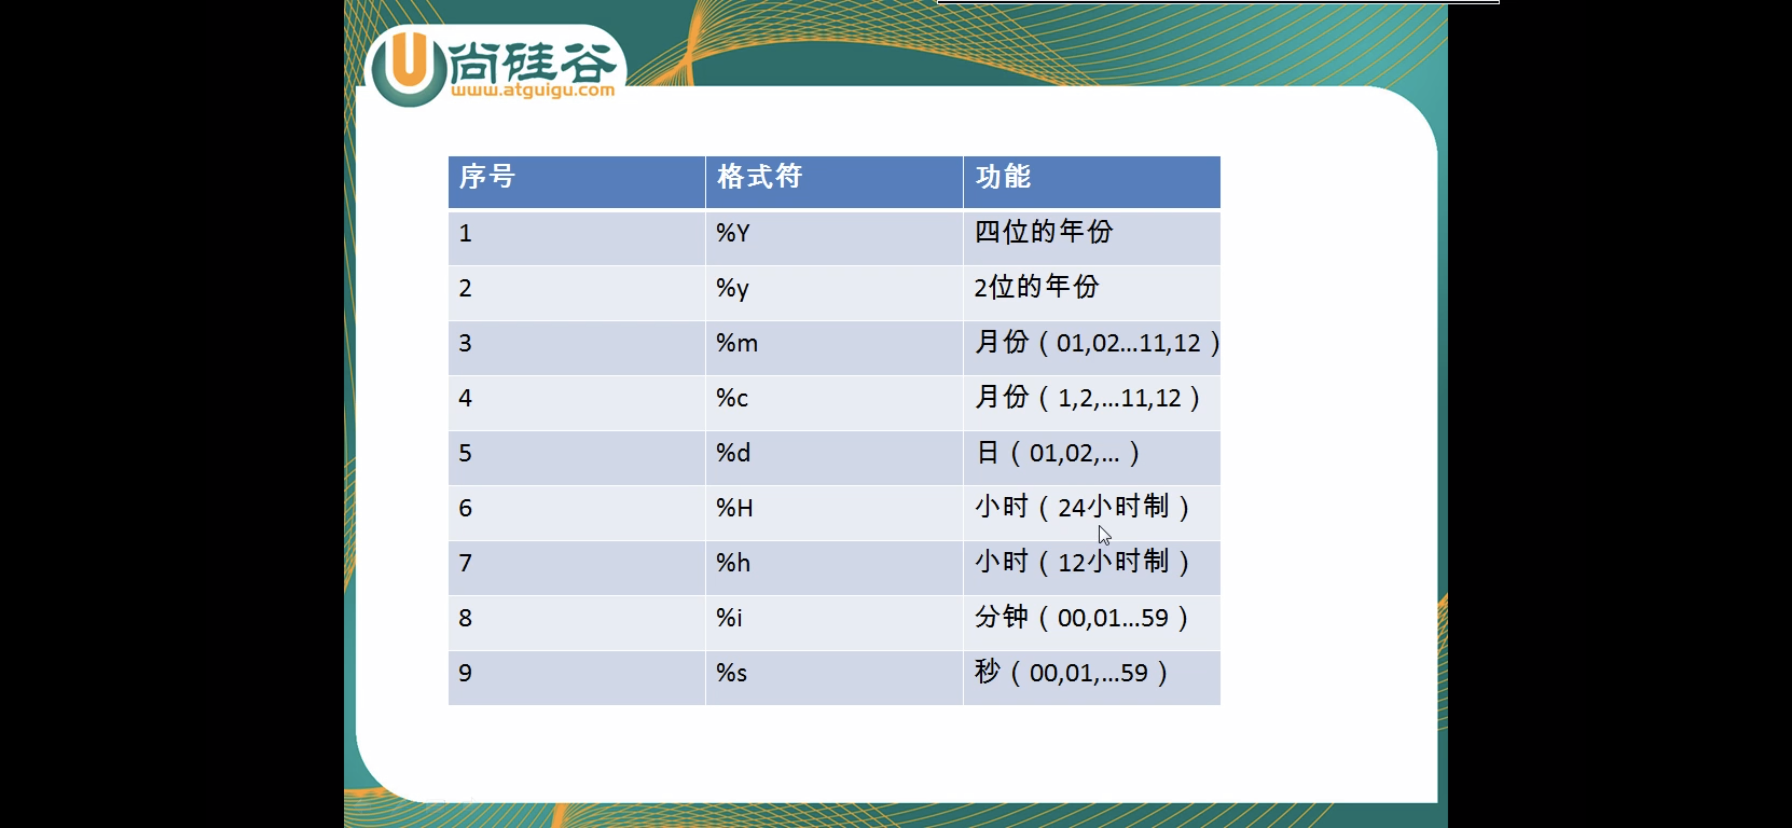 尚硅谷
www.atguigu.com
序号 格式符 功能
1 %Y 四位的年份
2 %y 2位的年份
3 %m 月份（01,02...11,12）
4 %c 月份（1,2,...11,12）
5 %d 日（01,02,...）
6 %H 小时（24小时制）
7 %h 小时（12小时制）
8 %i 分钟（00,01...59）
9 %s 秒（00,01,...59）